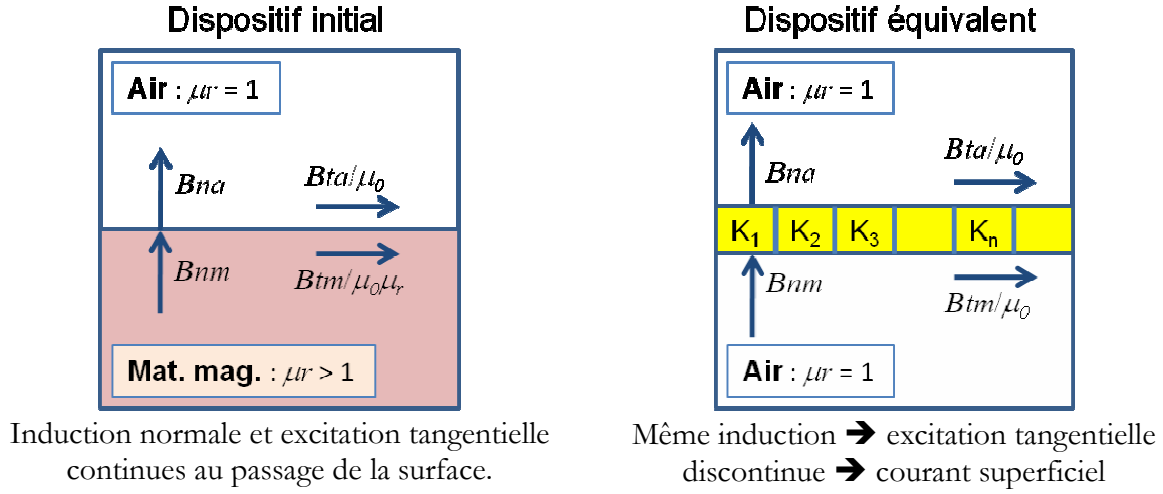 Dispositif initial
Air : μr = 1
Bna
Bta/μ0
Bnm
Btm/μ0μr
Mat. mag. : μr > 1
Induction normale et excitation tangentielle
continues au passage de la surface.
Dispositif équivalent
Air : μr = 1
Bna
Bta/μ0
K1 K2 K3 Kn
Bnm
Btm/μ0
Air : μr = 1
Même induction ➔ excitation tangentielle
discontinue ➔ courant superficiel